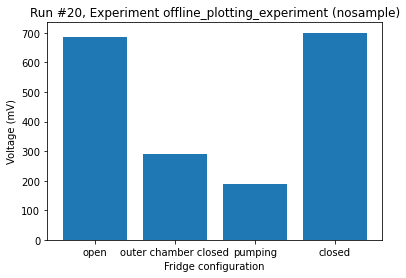 Run #20, Experiment offline_plotting_experiment (nosample)
Voltage (mV)
700
600
500
400
300
200
100
0
open outer chamber closed pumping closed
Fridge configuration